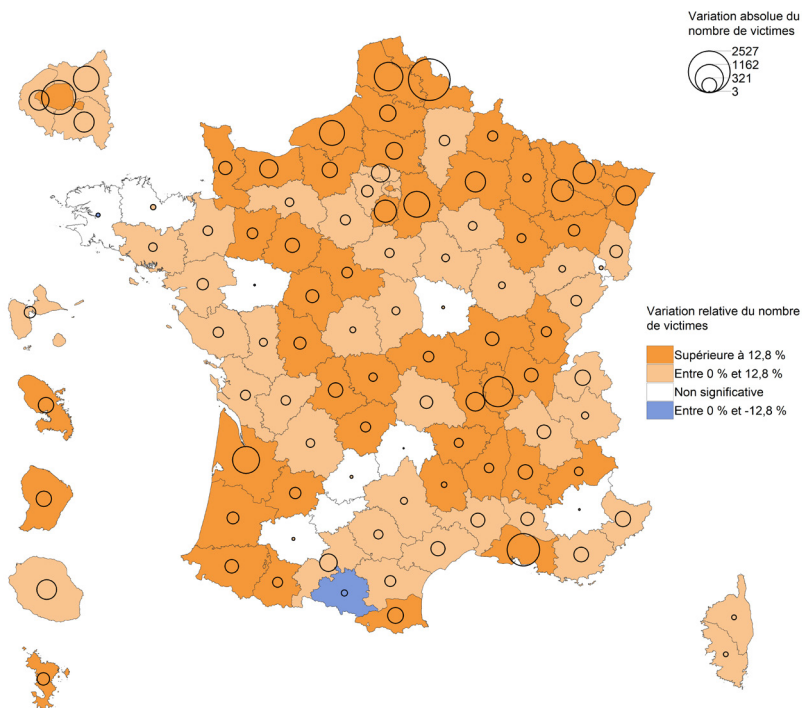 Variation absolue du
nombre de victimes
2527
1162
321
3
Variation relative du nombre
de victimes
Supérieure à 12,8 %
Entre 0 % et 12,8 %
Non significative
Entre 0 % et -12,8 %